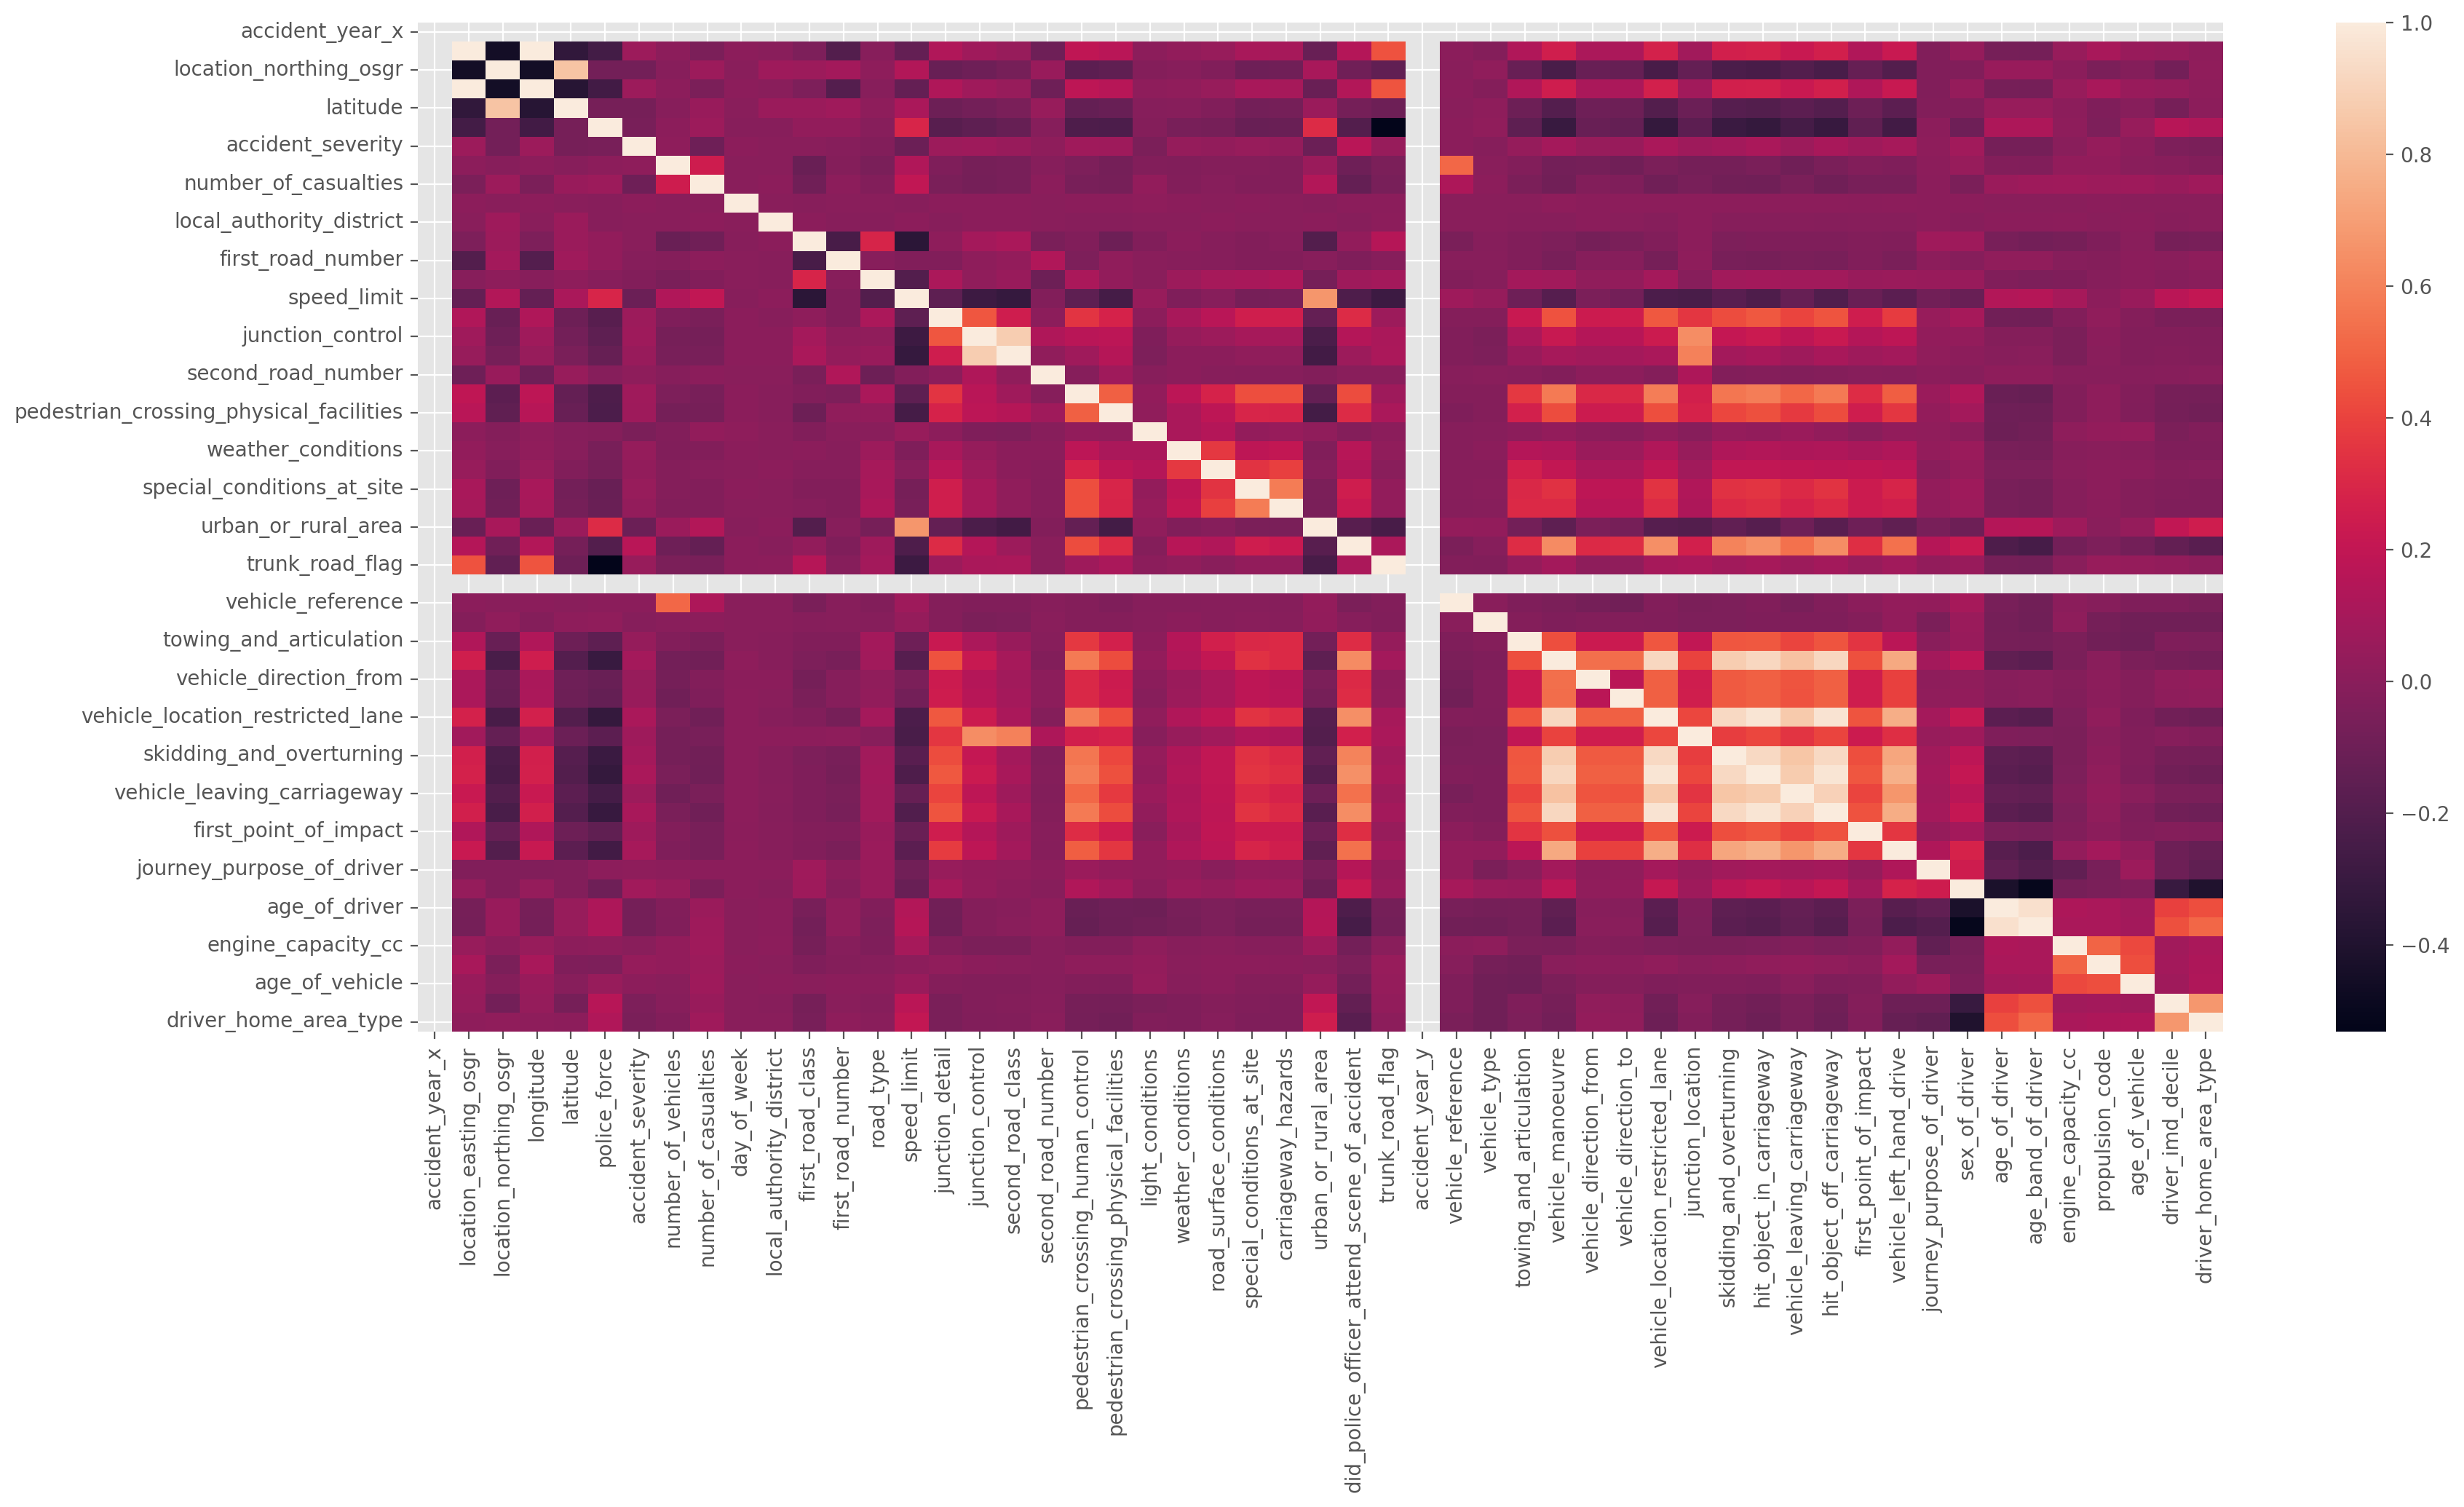 accident_year_x
location_northing_osgr
latitude
accident_severity
number_of_casualties
local_authority_district
first_road_number
speed_limit
junction_control
second_road_number
pedestrian_crossing_physical_facilities
weather_conditions
special_conditions_at_site
urban_or_rural_area
trunk_road_flag
vehicle_reference
towing_and_articulation
vehicle_direction_from
vehicle_location_restricted_lane
skidding_and_overturning
vehicle_leaving_carriageway
first_point_of_impact
journey_purpose_of_driver
age_of_driver
engine_capacity_cc
age_of_vehicle
driver_home_area_type
accident_year_x
location_easting_osgr
location_northing_osgr
longitude
latitude
police_force
accident_severity
number_of_vehicles
number_of_casualties
day_of_week
local_authority_district
first_road_class
first_road_number
road_type
speed_limit
junction_detail
junction_control
second_road_class
second_road_number
pedestrian_crossing_human_control
pedestrian_crossing_physical_facilities
light_conditions
weather_conditions
road_surface_conditions
special_conditions_at_site
carriageway_hazards
urban_or_rural_area
did_police_officer_attend_scene_of_accident
trunk_road_flag
accident_year_y
vehicle_reference
vehicle_type
towing_and_articulation
vehicle_manoeuvre
vehicle_direction_from
vehicle_direction_to
vehicle_location_restricted_lane
junction_location
skidding_and_overturning
hit_object_in_carriageway
vehicle_leaving_carriageway
hit_object_off_carriageway
first_point_of_impact
vehicle_left_hand_drive
journey_purpose_of_driver
sex_of_driver
age_of_driver
age_band_of_driver
engine_capacity_cc
propulsion_code
age_of_vehicle
driver_imd_decile
driver_home_area_type
1.0
0.8
0.6
0.4
0.2
0.0
−0.2
−0.4